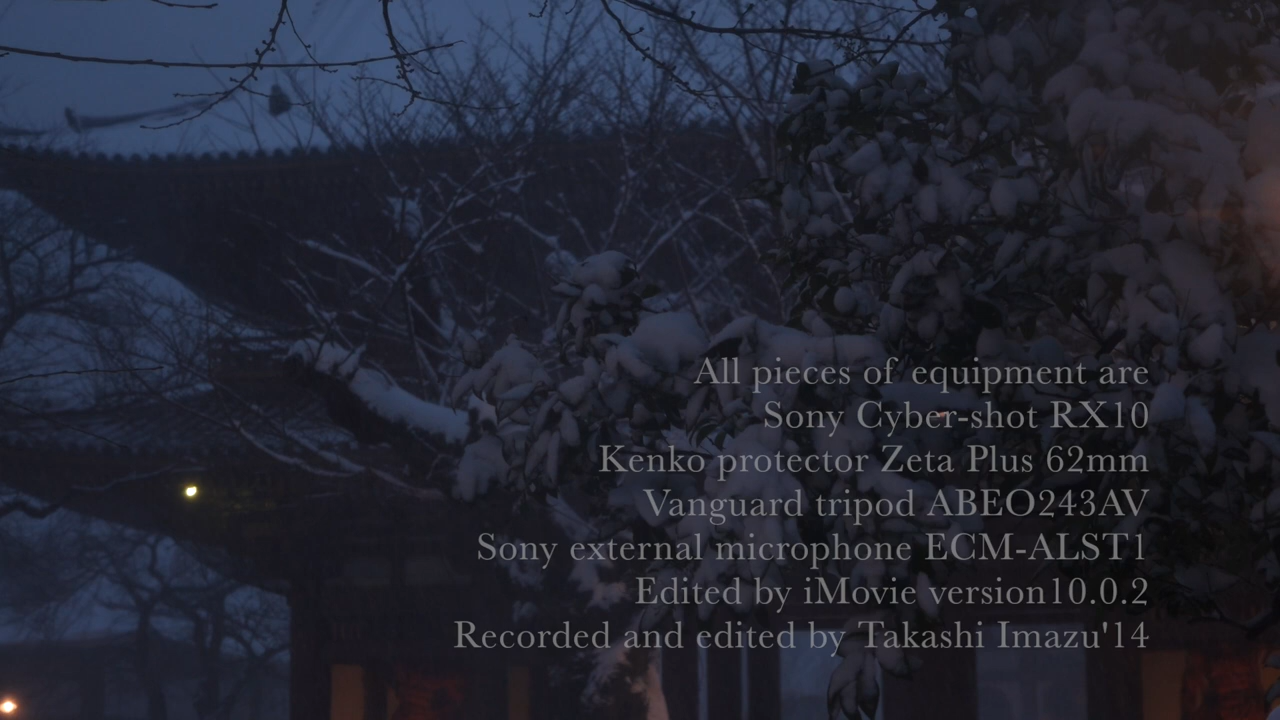 All pieces of equipment are
Sony Cyber-shot RX10
Kenko protector Zeta Plus 62mm
Vanguard tripod ABEO243AV
Sony external microphone ECM-ALST1
Edited by iMovie version10.0.2
Recorded and edited by Takashi Imazu'14